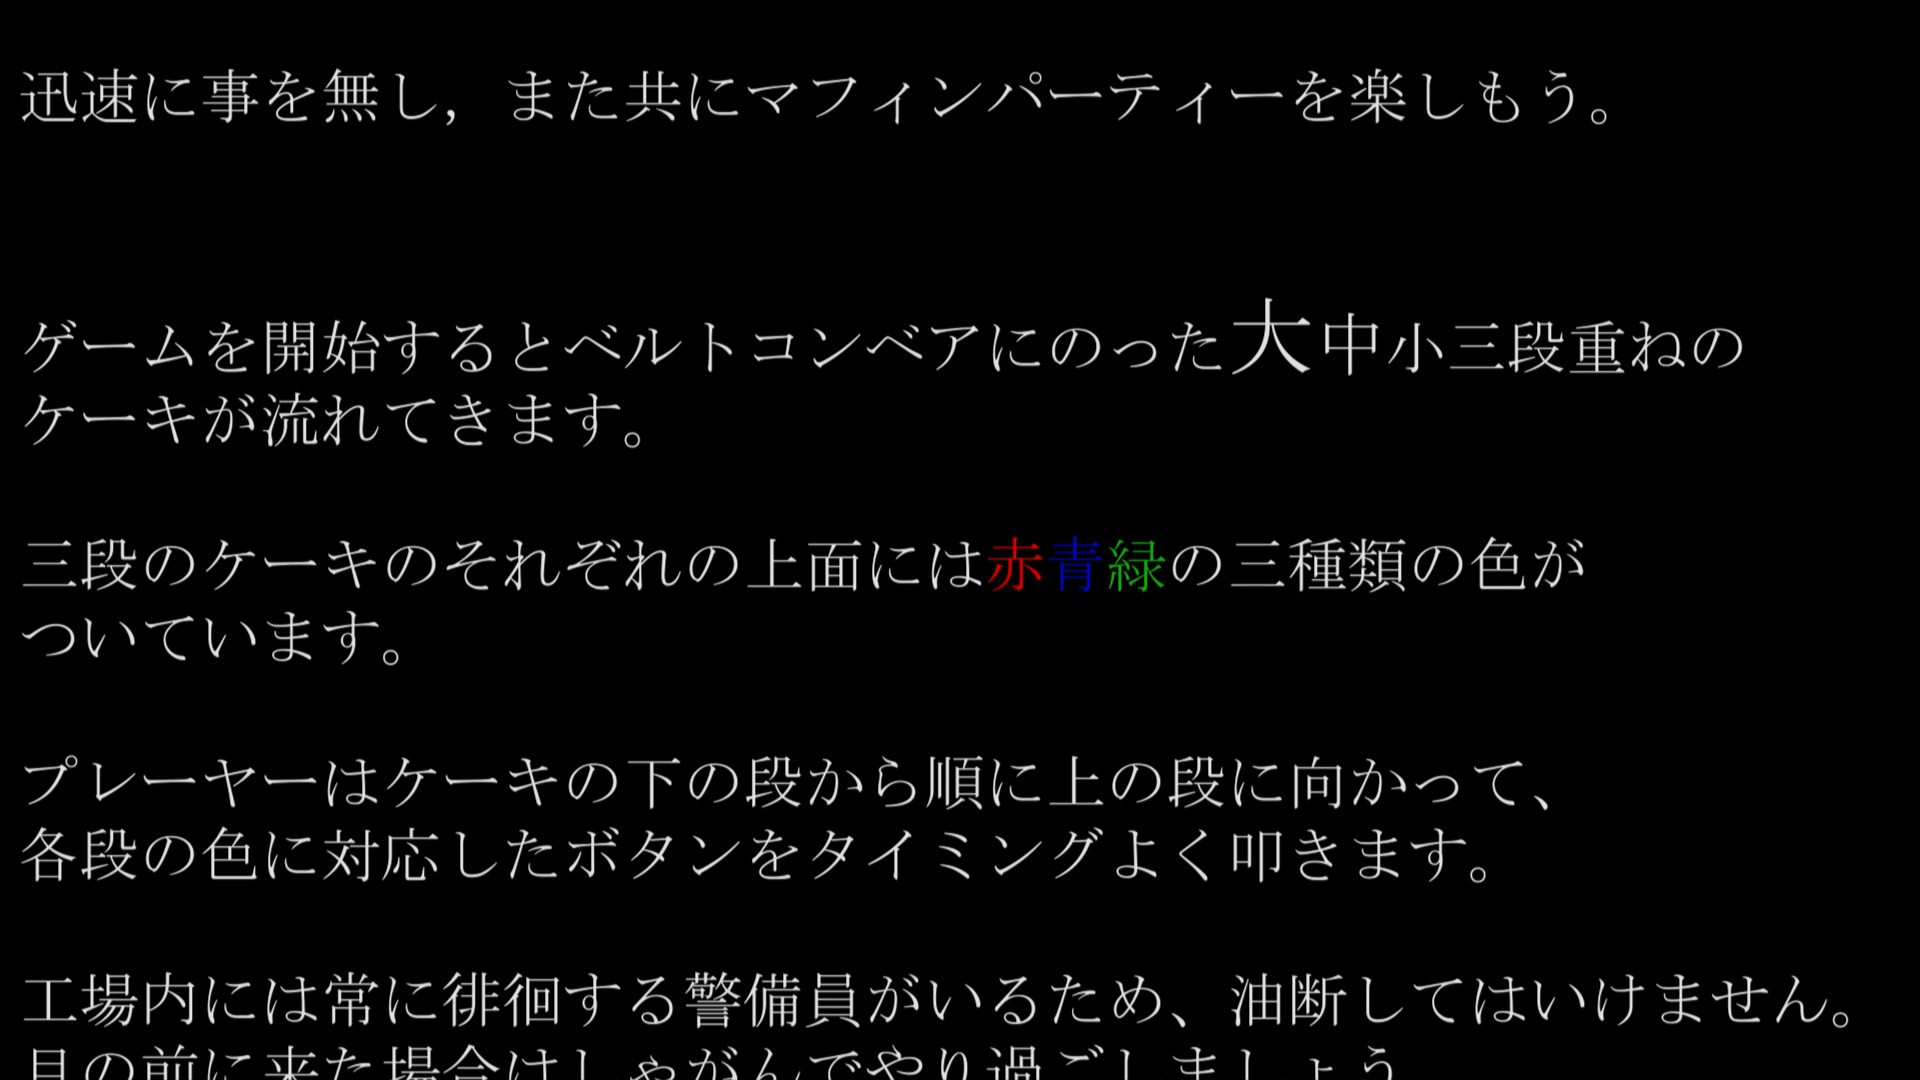 迅速に事を無し，また共にマフィンパーティーを楽しもう。
ゲームを開始するとベルトコンベアにのった大中小三段重ねの
ケーキが流れてきます。
三段のケーキのそれぞれの上面には赤青緑の三種類の色が
ついています。
プレーヤーはケーキの下の段から順に上の段に向かって、
各段の色に対応したボタンをタイミングよく叩きます。
工場内には常に徘徊する警備員がいるため、油断してはいけません。
目の前に来た場合はしゃがんでやり過ごしましょう